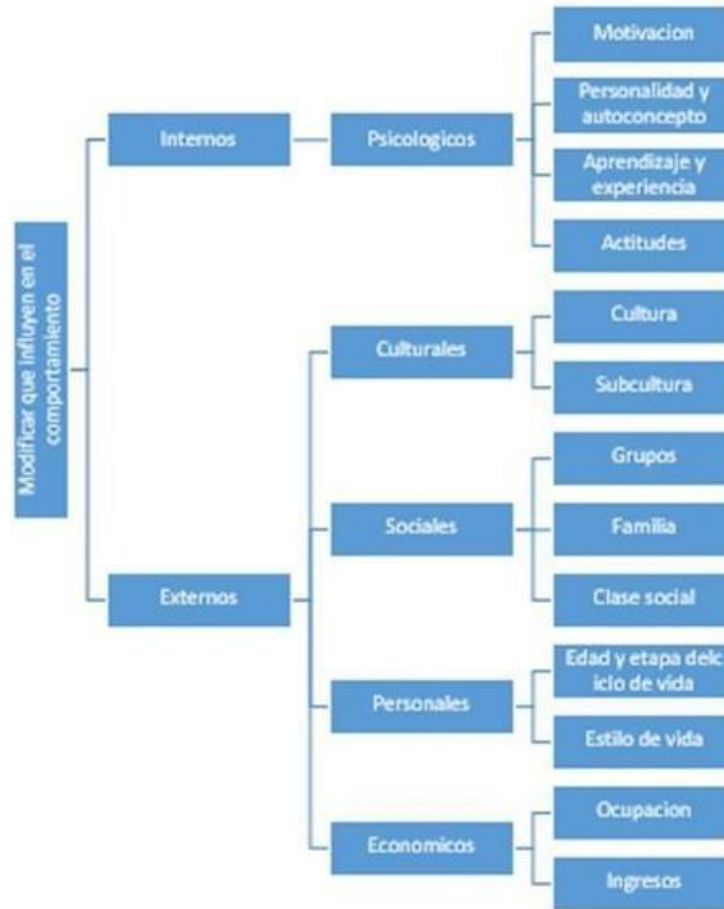 Modificar que influyen en el
comportamiento
Internos
Psicologicos
Motivacion
Personalidad y
autoconcepto
Aprendizaje y
experiencia
Actitudes
Externos
Culturales
Cultura
Subcultura
Sociales
Grupos
Familia
Clase social
Personales
Edad y etapa delc
iclo de vida
Estilo de vida
Economicos
Ocupacion
Ingresos